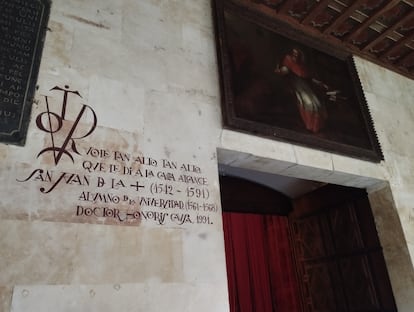 VOLE TAN ALTO TAN ALTO
QUE LE DI A LA CAZA ALCANCE
SAN JUAN DE LA + (1542 - 1591)
ALUMNO DE LA UNIVERSIDAD (1564-1568)
DOCTOR HONORIS CAUSA, 1991.